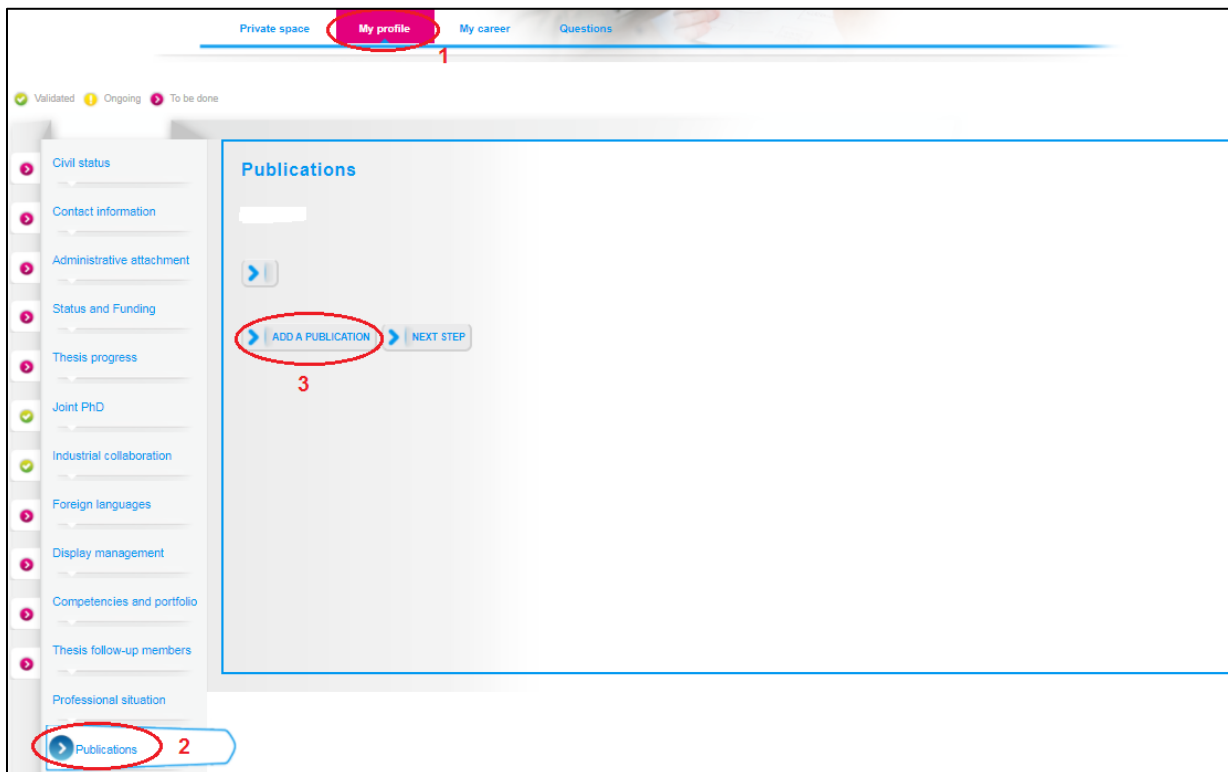 Private space My profile My career Questions
1
Validated Ongoing To be done
Civil status
Publications
Contact information
Administrative attachment
Status and Funding
ADD A PUBLICATION NEXT STEP
Thesis progress
3
Joint PhD
Industrial collaboration
Foreign languages
Display management
Competencies and portfolio
Thesis follow-up members
Professional situation
Publications 2